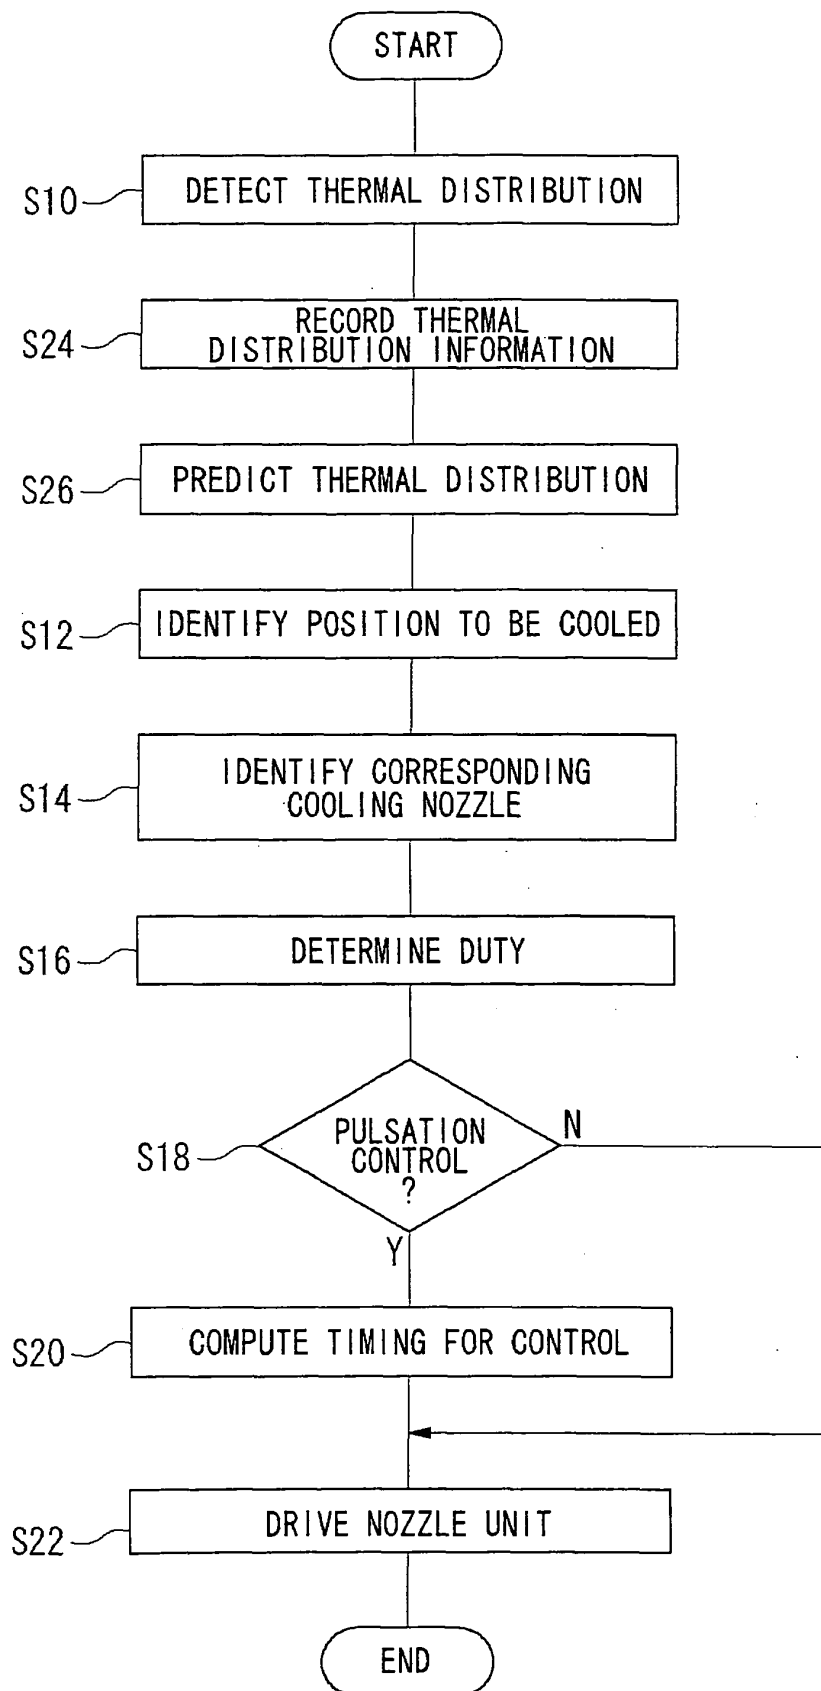 START
S10
DETECT THERMAL DISTRIBUTION
S24
RECORD THERMAL
DISTRIBUTION INFORMATION
S26
PREDICT THERMAL DISTRIBUTION
S12
IDENTIFY POSITION TO BE COOLED
S14
IDENTIFY CORRESPONDING
COOLING NOZZLE
S16
DETERMINE DUTY
S18
PULSATION
CONTROL
?
N
Y
S20
COMPUTE TIMING FOR CONTROL
S22
DRIVE NOZZLE UNIT
END